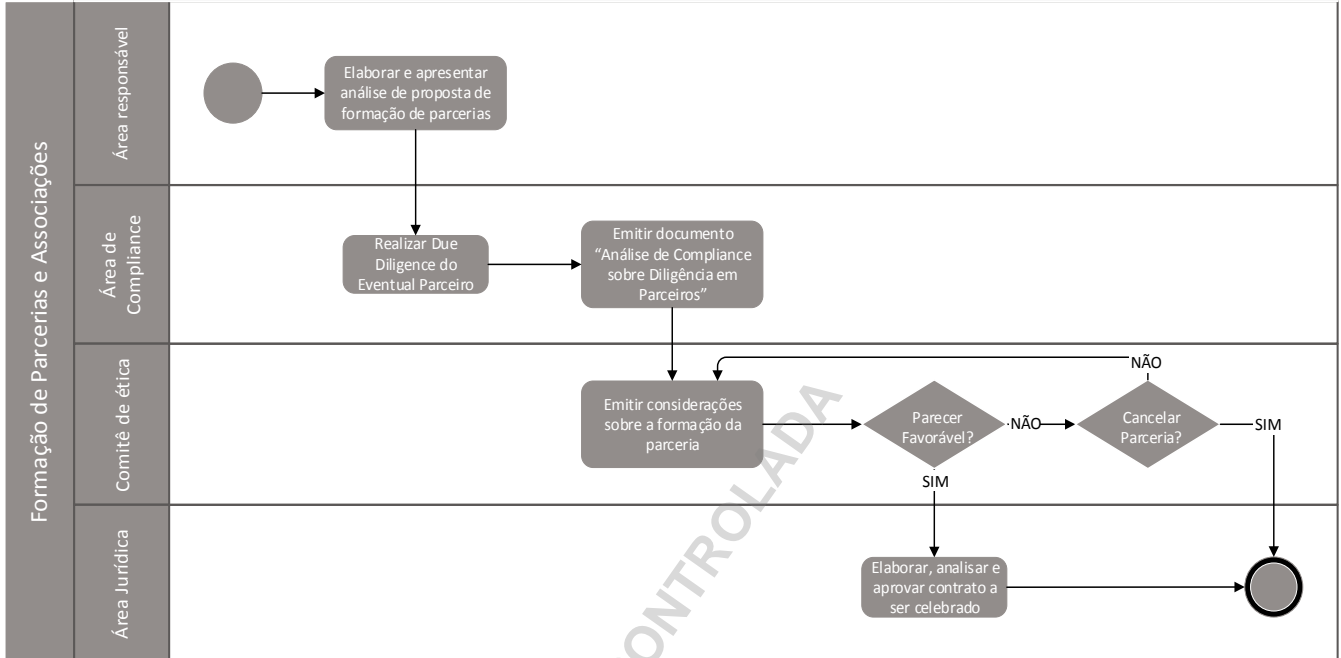 Formação de Parcerias e Associações
Área responsável
Elaborar e apresentar
análise de proposta de
formação de parcerias
Área de
Compliance
Realizar Due
Diligence do
Eventual Parceiro
Emitir documento
“Análise de Compliance
sobre Diligência em
Parceiros”
Comitê de ética
Emitir considerações
sobre a formação da
parceria
Parecer
Favorável?
NÃO
Cancelar
Parceria?
NÃO
SIM
SIM
Área Jurídica
Elaborar, analisar e
aprovar contrato a
ser celebrado
CONTROLADA